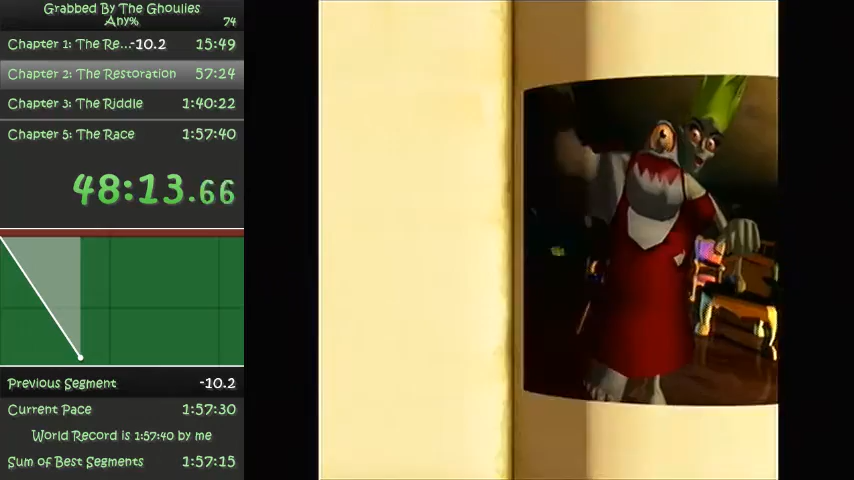 Grabbed By The Ghoulies
Any%
74
Chapter 1: The Re... -10.2 15:49
Chapter 2: The Restoration 57:24
Chapter 3: The Riddle 1:40:22
Chapter 5: The Race 1:57:40
48:13.66
Previous Segment -10.2
Current Pace 1:57:30
World Record is 1:57:40 by me
Sum of Best Segments 1:57:15